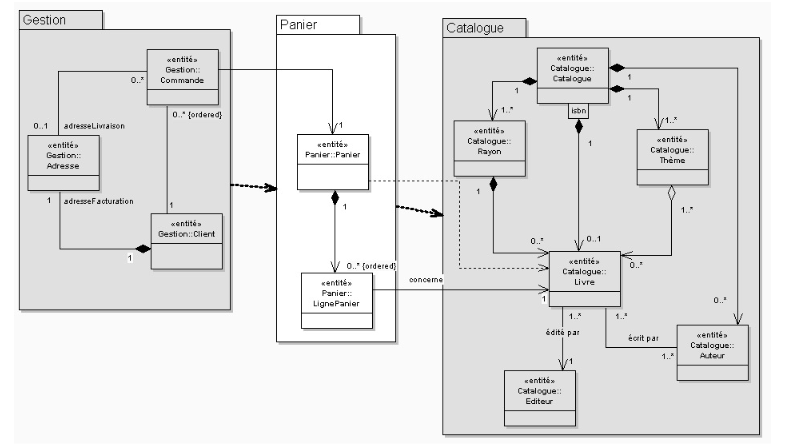 Gestion
«entité»
Gestion::
Commande
0..*
0..* {ordered}
0..1
adresseLivraison
«entité»
Gestion::
Adresse
1
adresseFacturation
1
«entité»
Gestion::Client
1
Panier
1
«entité»
Panier::Panier
1
0..* {ordered}
«entité»
Panier::
LignePanier
concerne
1
Catalogue
«entité»
Catalogue::
Catalogue
isbn
1
1
1
1
1..*
«entité»
Catalogue::
Rayon
1
1..*
«entité»
Catalogue::
Thème
1..*
0..*
0..1
0..*
«entité»
Catalogue::
Livre
1..*
1..*
édité par
écrit par
1
1..*
0..*
«entité»
Catalogue::
Auteur
«entité»
Catalogue::
Editeur